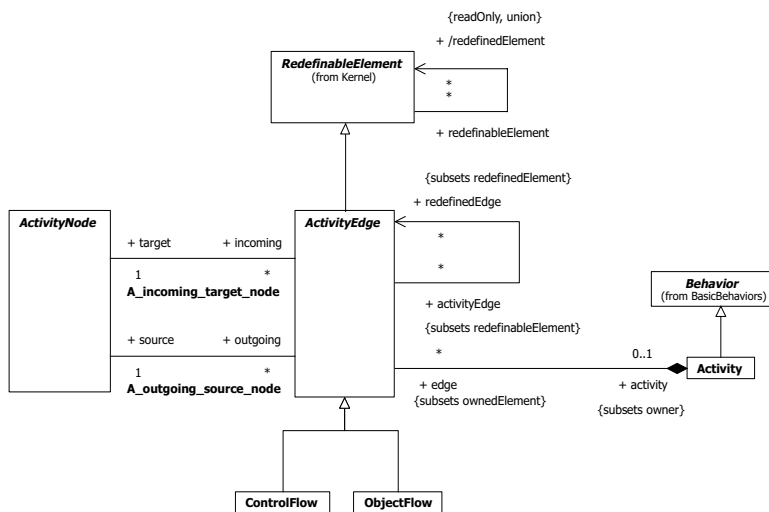 {readOnly, union}
+ /redefinedElement
RedefinableElement
(from Kernel)
*
*
+ redefinableElement
{subsets redefinedElement}
+ redefinedEdge
ActivityNode
ActivityEdge
+ target
+ incoming
*
1
*
*
A_incoming_target_node
Behavior
(from BasicBehaviors)
+ activityEdge
{subsets redefinableElement}
+ source
+ outgoing
*
0..1
1
*
Activity
A_outgoing_source_node
+ edge
+ activity
{subsets ownedElement}
{subsets owner}
ControlFlow
ObjectFlow